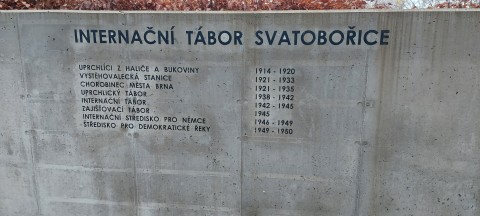 INTERNAČNÍ TÁBOR SVATOBOŘICE
UPRCHLÍCI Z HALIČE A BUKOVINY 1914 - 1920
VYSTĚHOVALECKÁ STANICE 1921 - 1933
CHOROBINEC MĚSTA BRNA 1921 - 1935
UPRCHLICKÝ TÁBOR 1938 - 1942
INTERNAČNÍ TÁBOR 1942 - 1945
ZAJIŠŤOVACÍ TÁBOR 1945
INTERNAČNÍ STŘEDISKO PRO NĚMCE 1946 - 1949
STŘEDISKO PRO DEMOKRATICKÉ ŘEKY 1949 - 1950